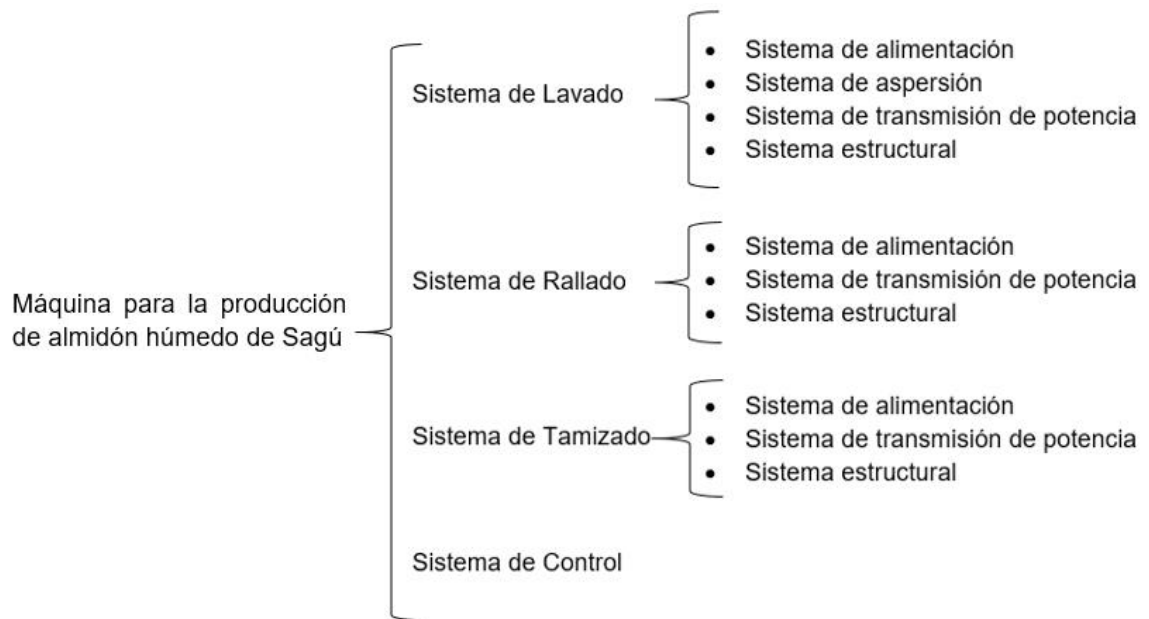 Máquina para la producción
de almidón húmedo de Sagú
Sistema de Lavado
• Sistema de alimentación
• Sistema de aspersión
• Sistema de transmisión de potencia
• Sistema estructural
Sistema de Rallado
• Sistema de alimentación
• Sistema de transmisión de potencia
• Sistema estructural
Sistema de Tamizado
• Sistema de alimentación
• Sistema de transmisión de potencia
• Sistema estructural
Sistema de Control